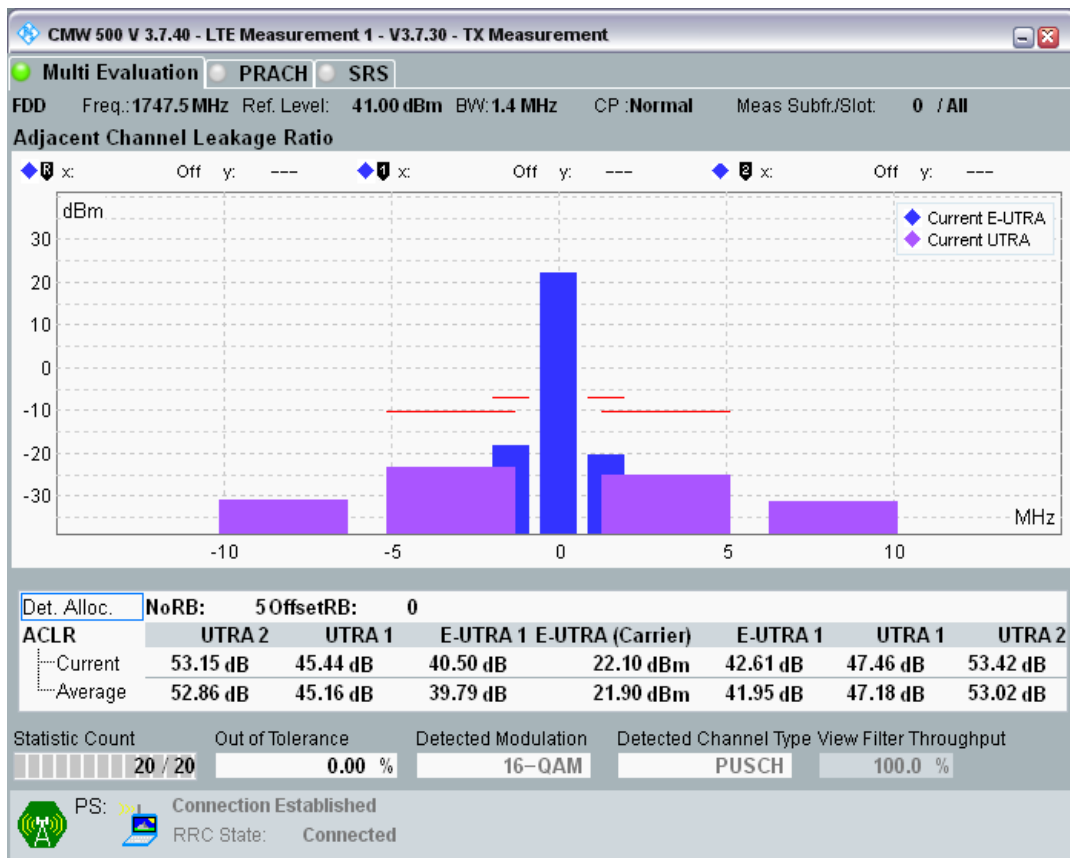 CMW 500 V 3.7.40 - LTE Measurement 1 - V3.7.30 - TX Measurement
Multi Evaluation PRACH SRS
FDD Freq.: 1747.5 MHz Ref. Level: 41.00 dBm BW: 1.4 MHz CP :Normal Meas Subfr./Slot: 0 / All
Adjacent Channel Leakage Ratio
R x: Off y: --- 1 x: Off y: --- 2 x: Off y: ---
dBm
Current E-UTRA
Current UTRA
30
20
10
0
-10
-20
-30
MHz
-10 -5 0 5 10
Det. Alloc. NoRB: 5 OffsetRB: 0
ACLR UTRA 2 UTRA 1 E-UTRA 1 E-UTRA (Carrier) E-UTRA 1 UTRA 1 UTRA 2
Current 53.15 dB 45.44 dB 40.50 dB 22.10 dBm 42.61 dB 47.46 dB 53.42 dB
Average 52.86 dB 45.16 dB 39.79 dB 21.90 dBm 41.95 dB 47.18 dB 53.02 dB
Statistic Count Out of Tolerance Detected Modulation Detected Channel Type View Filter Throughput
20 / 20 0.00 % 16-QAM PUSCH 100.0 %
PS: Connection Established
RRC State: Connected